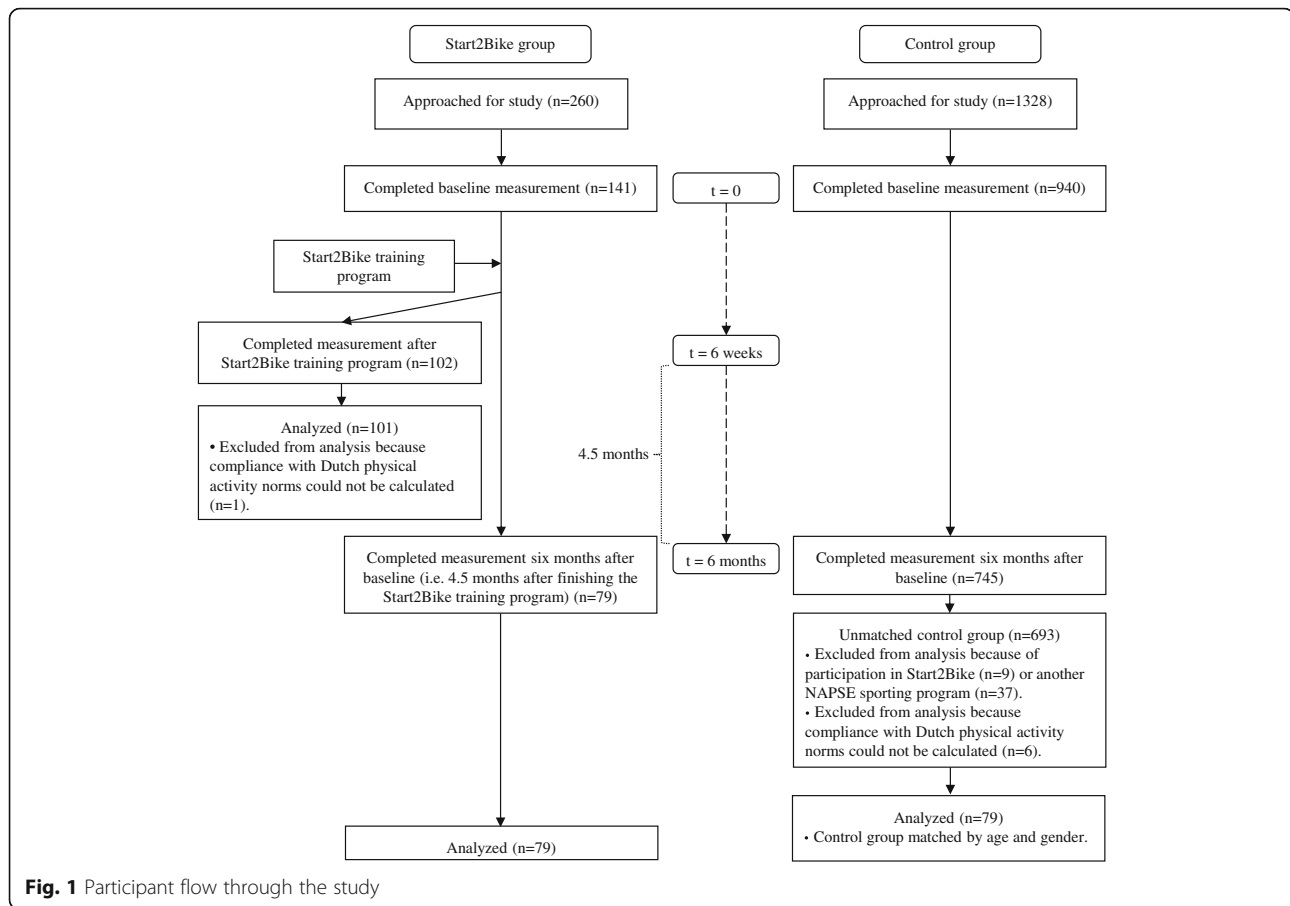 Start2Bike group
Control group
Approached for study (n=260)
Approached for study (n=1328)
Completed baseline measurement (n=141)
t = 0
Completed baseline measurement (n=940)
Start2Bike training
program
Completed measurement after
Start2Bike training program (n=102)
t = 6 weeks
Analyzed (n=101)
• Excluded from analysis because
compliance with Dutch physical
activity norms could not be calculated
(n=1).
4.5 months
Completed measurement six months after
baseline (i.e. 4.5 months after finishing the
Start2Bike training program) (n=79)
t = 6 months
Completed measurement six months after
baseline (n=745)
Unmatched control group (n=693)
• Excluded from analysis because of
participation in Start2Bike (n=9) or another
NAPSE sporting program (n=37).
• Excluded from analysis because
compliance with Dutch physical activity
norms could not be calculated (n=6).
Analyzed (n=79)
Analyzed (n=79)
• Control group matched by age and gender.
Fig. 1 Participant flow through the study